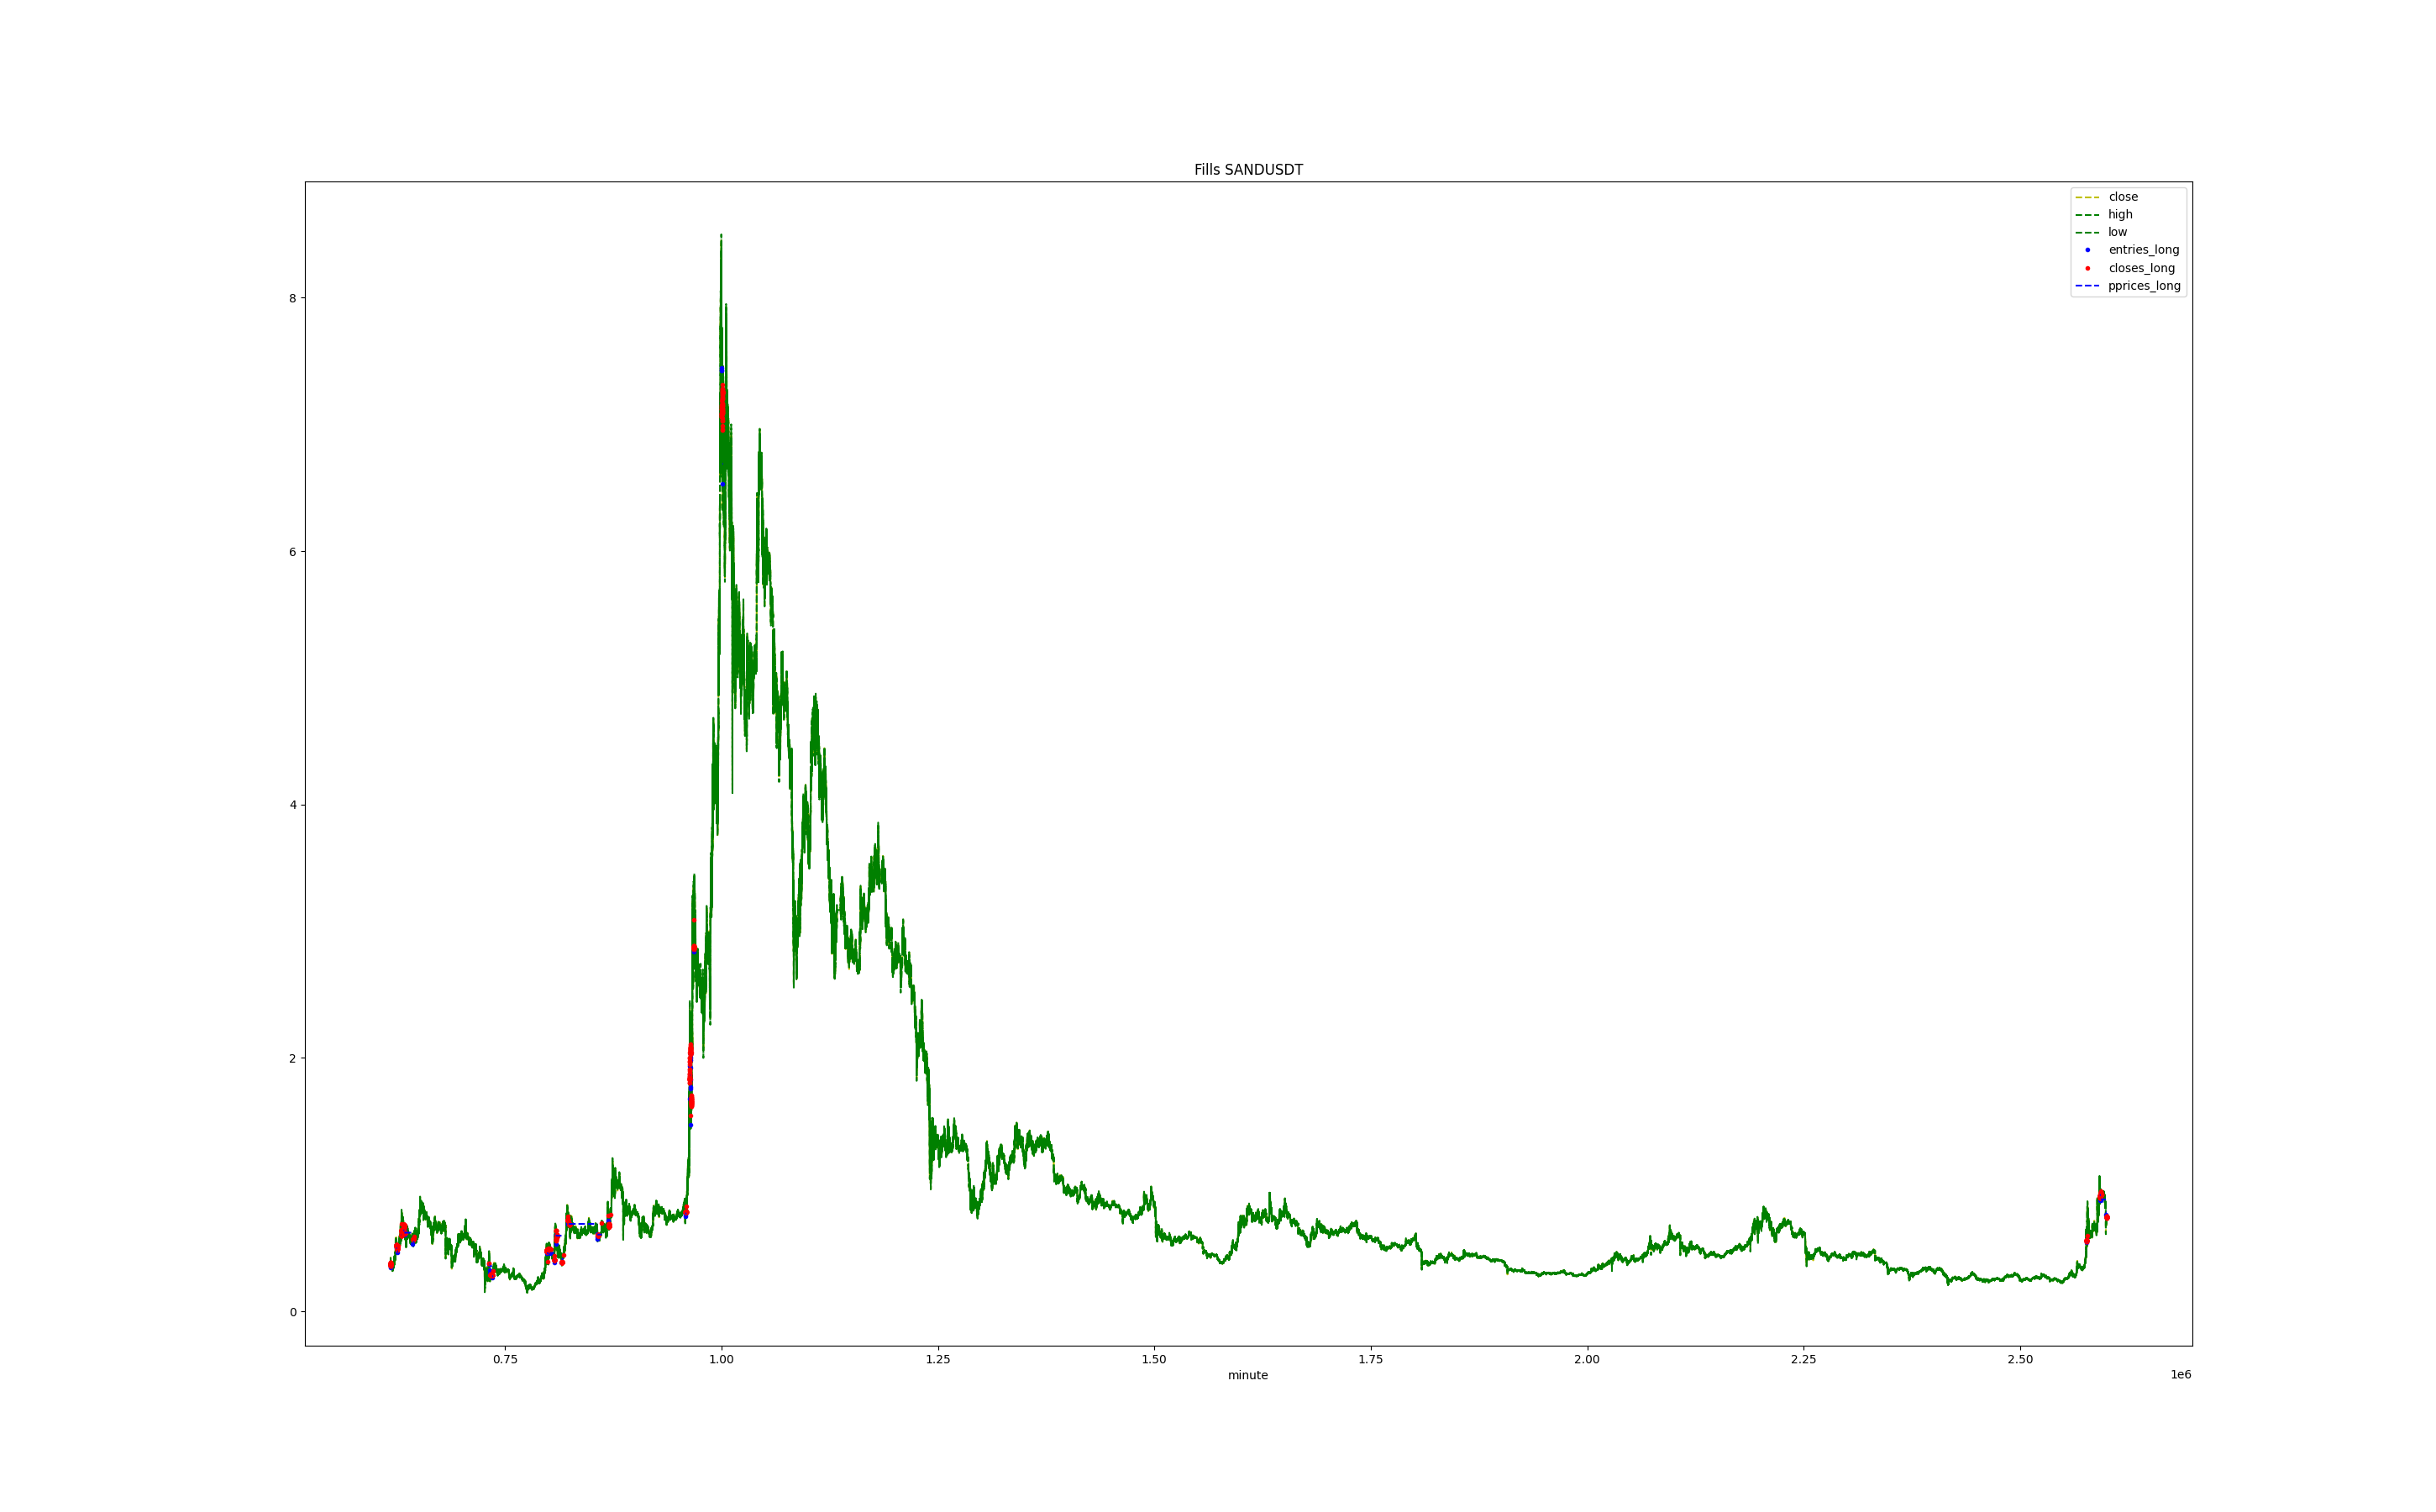 Fills SANDUSDT
close
high
low
entries_long
closes_long
pprices_long
8
6
4
2
0
0.75 1.00 1.25 1.50 1.75 2.00 2.25 2.50
minute
1e6